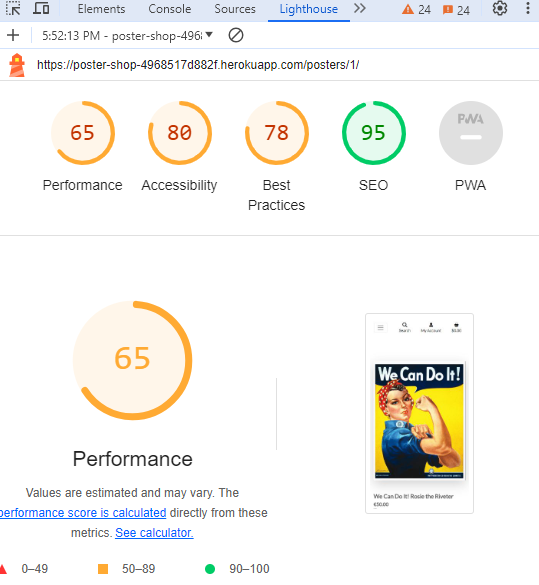 Elements Console Sources Lighthouse 24 24
5:52:13 PM - poster-shop-496
https://poster-shop-4968517d882f.herokuapp.com/posters/1/
65 80 78 95 PWA
Performance Accessibility Best Practices SEO PWA
65
Search My Account
We Can Do It!
We Can Do It! Rosie the Riveter
€50.00
Performance
Values are estimated and may vary. The
performance score is calculated directly from these
metrics. See calculator.
0–49 50–89 90–100